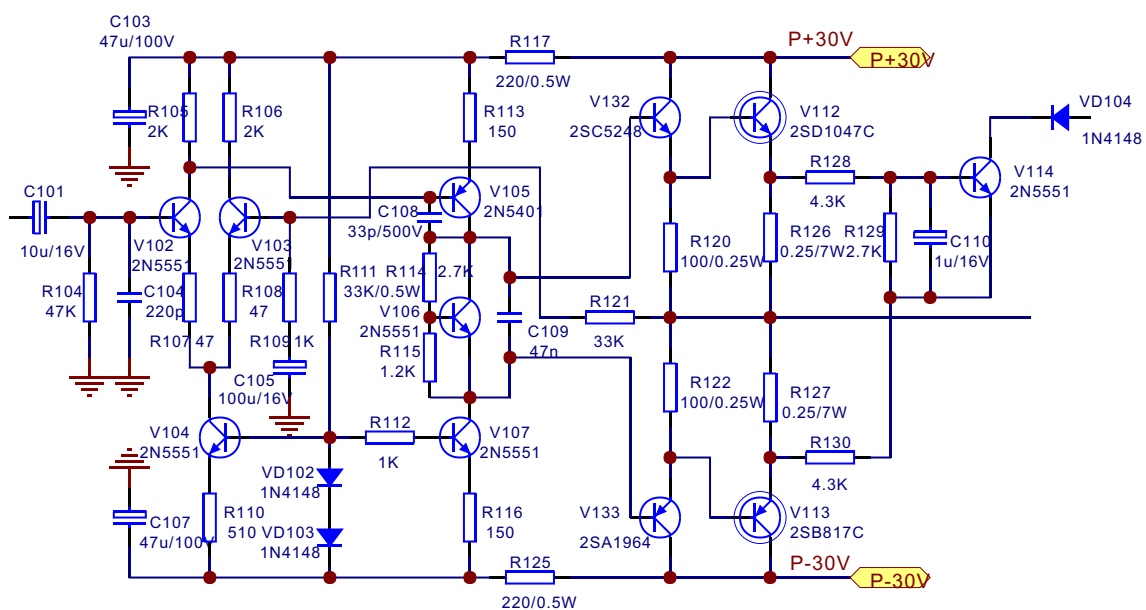 C103
47u/100V
R117
220/0.5W
P+30V
P+30V
R105
2K
R106
2K
R113
150
V132
2SC5248
V112
2SD1047C
VD104
1N4148
C101
10u/16V
V102
2N5551
V103
2N5551
C108
33p/500V
V105
2N5401
R128
4.3K
V114
2N5551
R104
47K
C104
220p
R107 47
R108
47
R109 1K
R111
33K/0.5W
R114 2.7K
V106
2N5551
R115
1.2K
C109
47n
R120
100/0.25W
R126
0.25/7W
R129
2.7K
C110
1u/16V
R121
33K
C105
100u/16V
R122
100/0.25W
R127
0.25/7W
V104
2N5551
R112
1K
V107
2N5551
R130
4.3K
VD102
1N4148
VD103
1N4148
C107
47u/100V
R110
510
R116
150
V133
2SA1964
V113
2SB817C
R125
220/0.5W
P-30V
P-30V